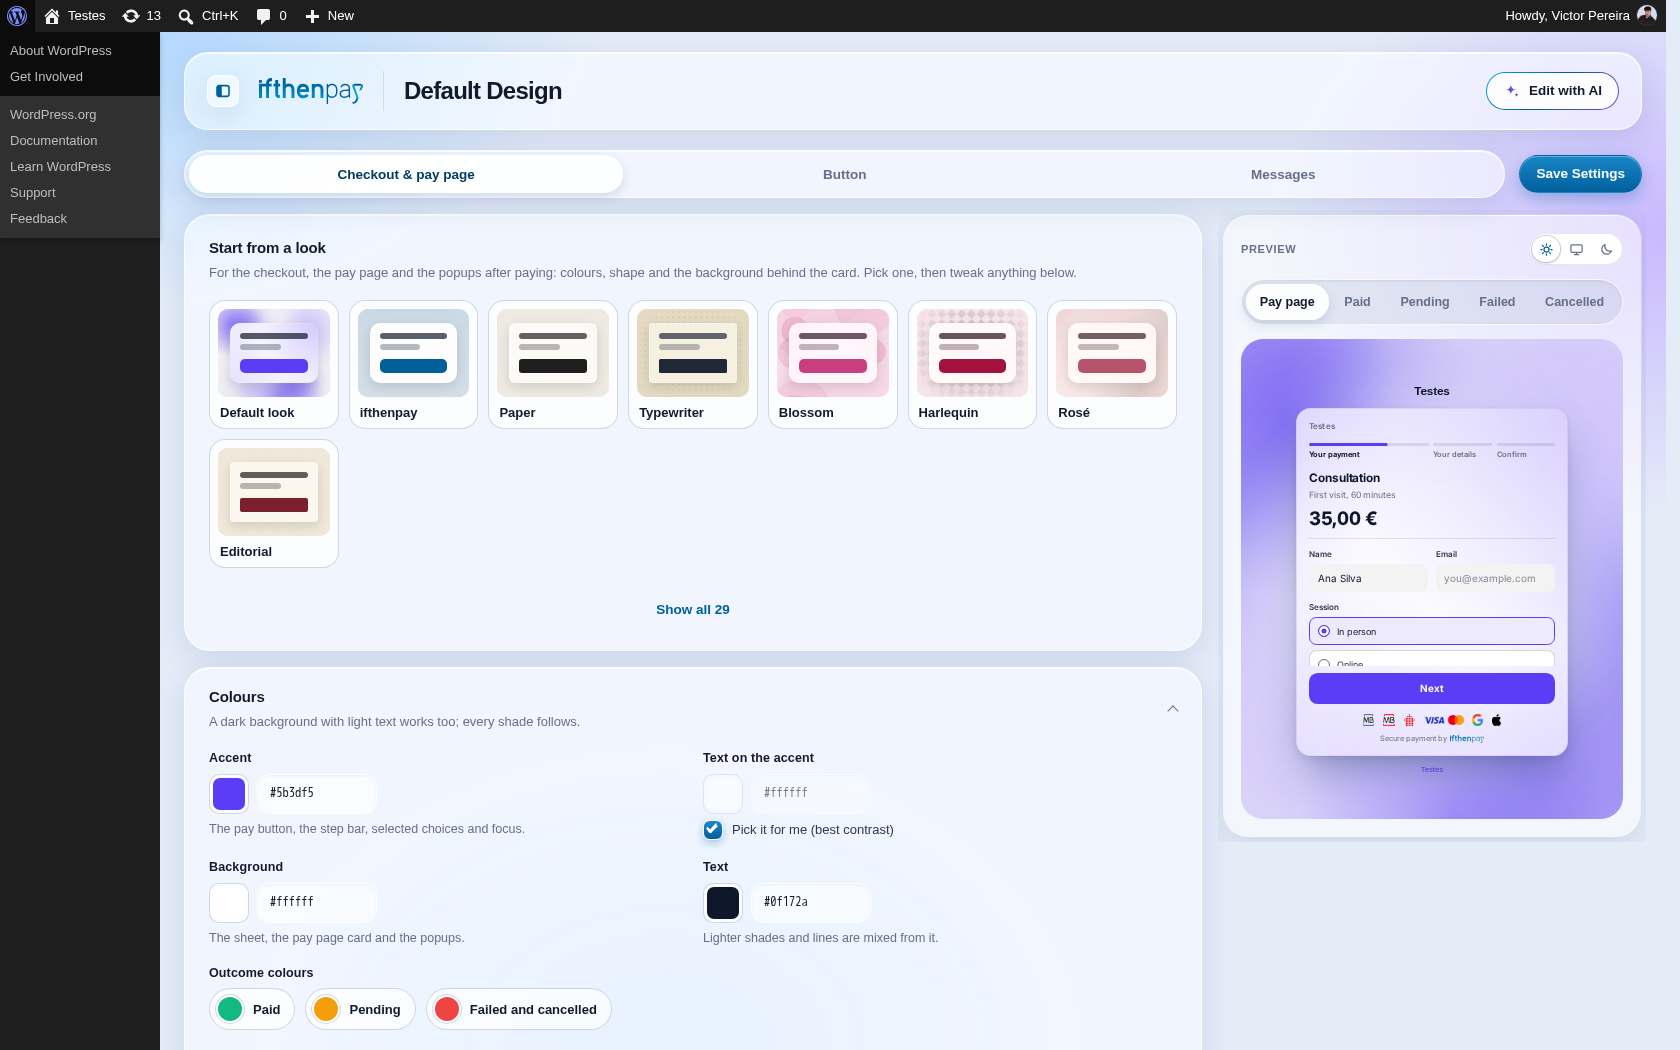 Testes 13 Ctrl+K 0 New Howdy, Victor Pereira
About WordPress
Get Involved
WordPress.org
Documentation
Learn WordPress
Support
Feedback
ifthenpay Default Design Edit with AI
Checkout & pay page Button Messages Save Settings
Start from a look
For the checkout, the pay page and the popups after paying: colours, shape and the background behind the card. Pick one, then tweak anything below.
Default look ifthenpay Paper Typewriter Blossom Harlequin Rosé
Editorial
Show all 29
Colours
A dark background with light text works too; every shade follows.
Accent Text on the accent
#5b3df5 #ffffff
The pay button, the step bar, selected choices and focus. Pick it for me (best contrast)
Background Text
#ffffff #0f172a
The sheet, the pay page card and the popups. Lighter shades and lines are mixed from it.
Outcome colours
Paid Pending Failed and cancelled
PREVIEW
Pay page Paid Pending Failed Cancelled
Testes
Testes
Your payment Your details Confirm
Consultation
First visit, 60 minutes
35,00 €
Name Email
Ana Silva you@example.com
Session
In person
Online
Next
MB MB VISA
Secure payment by ifthenpay
Testes